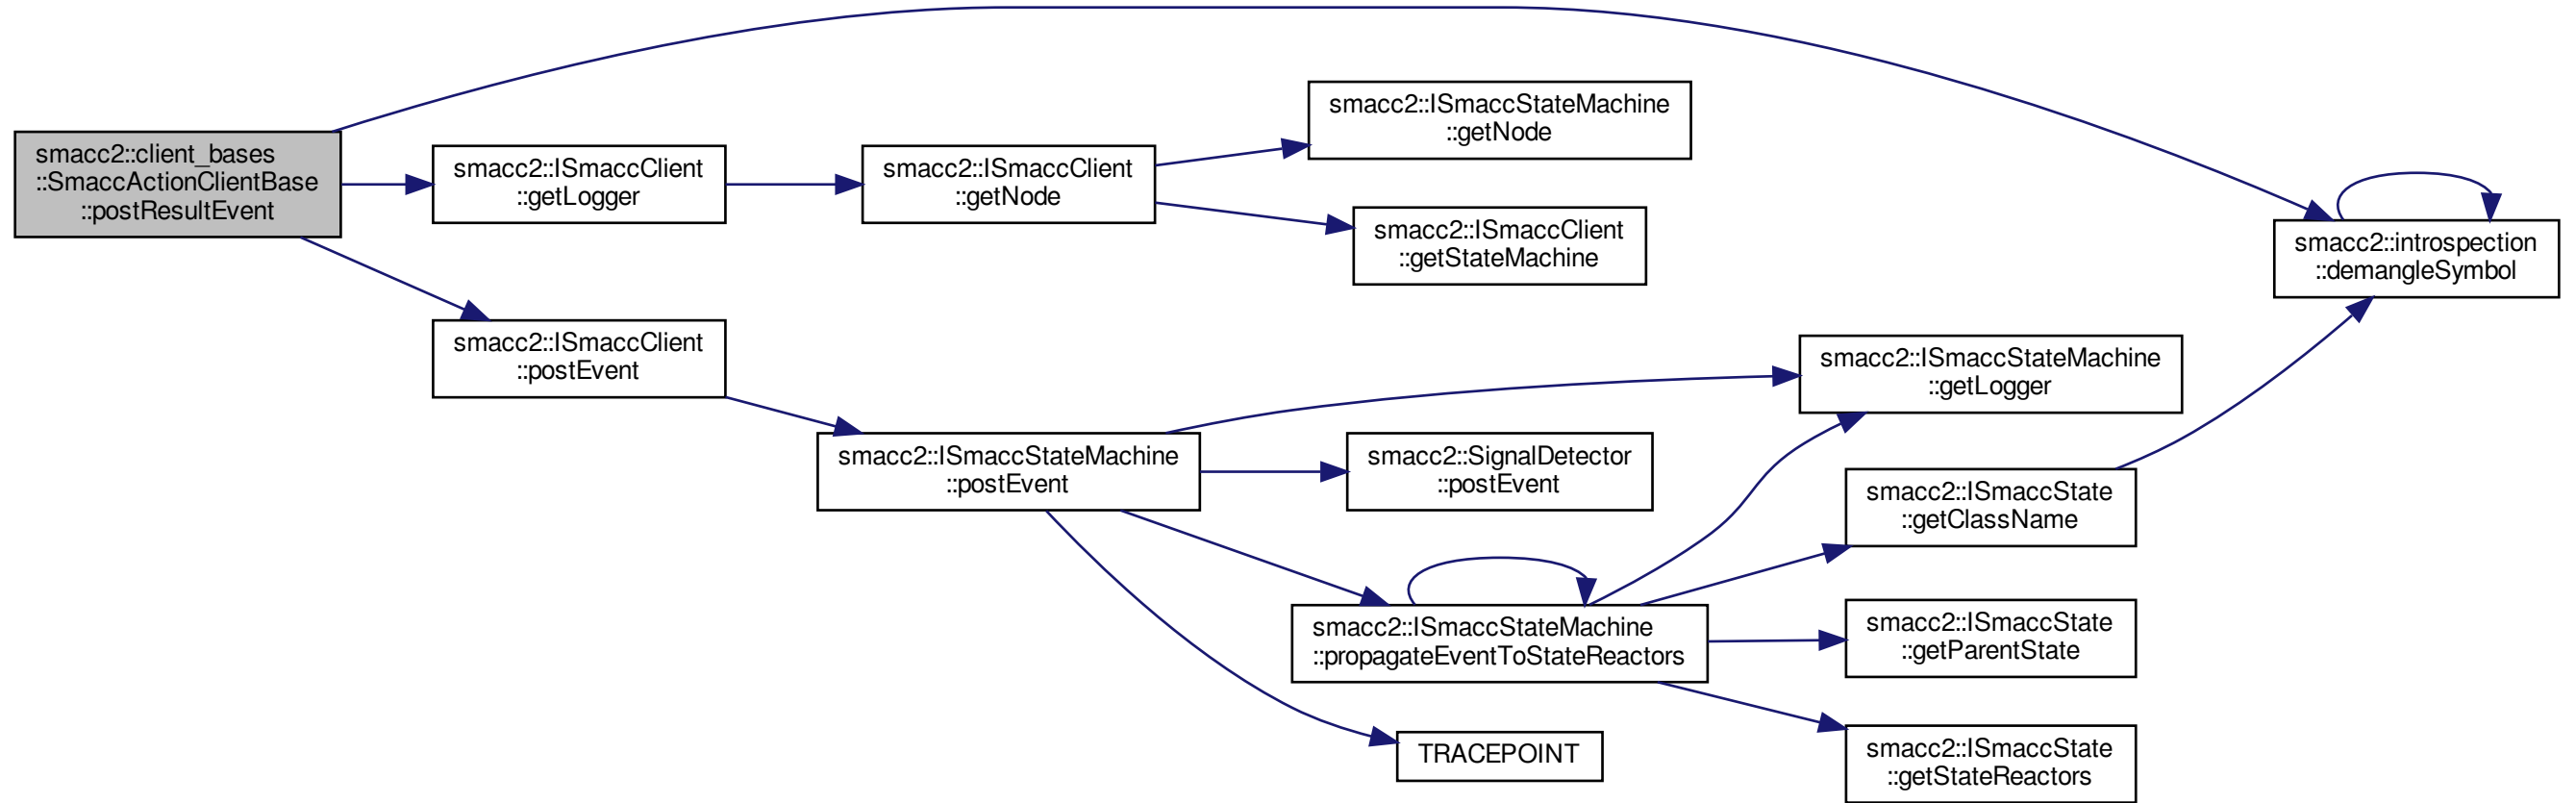 smacc2::client_bases
::SmaccActionClientBase
::postResultEvent
smacc2::ISmaccClient
::getLogger
smacc2::ISmaccClient
::getNode
smacc2::ISmaccStateMachine
::getNode
smacc2::ISmaccClient
::getStateMachine
smacc2::introspection
::demangleSymbol
smacc2::ISmaccClient
::postEvent
smacc2::ISmaccStateMachine
::postEvent
smacc2::ISmaccStateMachine
::getLogger
smacc2::SignalDetector
::postEvent
smacc2::ISmaccState
::getClassName
smacc2::ISmaccStateMachine
::propagateEventToStateReactors
smacc2::ISmaccState
::getParentState
TRACEPOINT
smacc2::ISmaccState
::getStateReactors